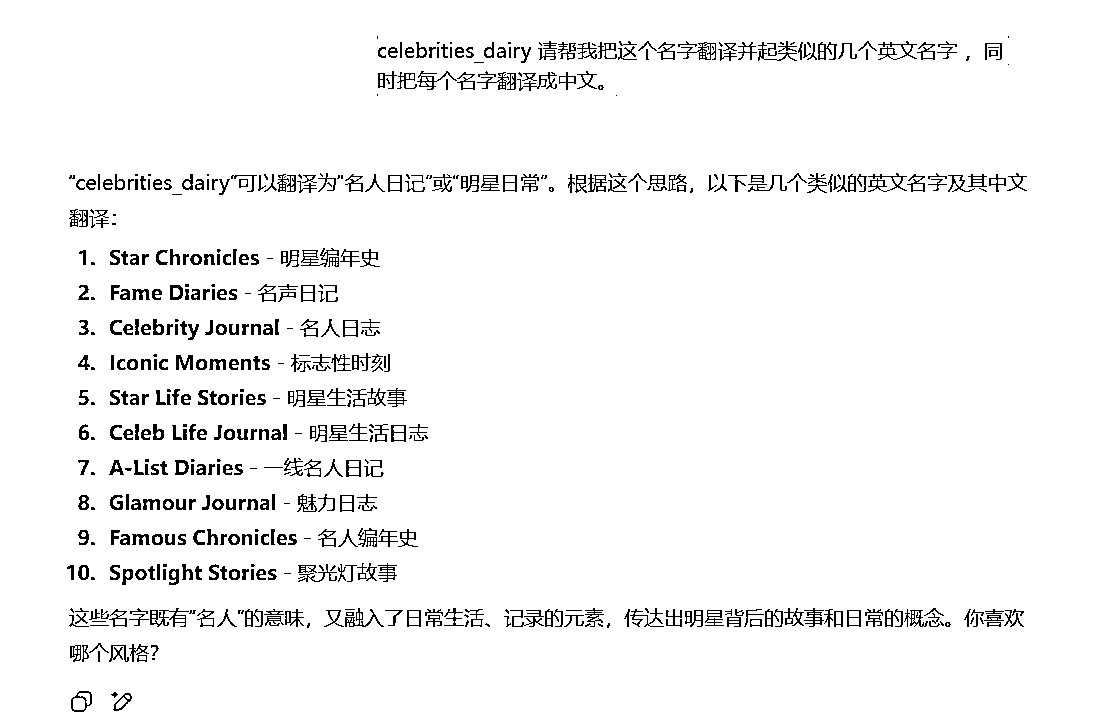 celebrities_dairy 请帮我把这个名字翻译并起类似的几个英文名字 ，同
时把每个名字翻译成中文。
“celebrities_dairy”可以翻译为“名人日记”或“明星日常”。根据这个思路，以下是几个类似的英文名字及其中文
翻译：
1. Star Chronicles - 明星编年史
2. Fame Diaries - 名声日记
3. Celebrity Journal - 名人日志
4. Iconic Moments - 标志性时刻
5. Star Life Stories - 明星生活故事
6. Celeb Life Journal - 明星生活日志
7. A-List Diaries - 一线名人日记
8. Glamour Journal - 魅力日志
9. Famous Chronicles - 名人编年史
10. Spotlight Stories - 聚光灯故事
这些名字既有“名人”的意味，又融入了日常生活、记录的元素，传达出明星背后的故事和日常的概念。你喜欢
哪个风格？